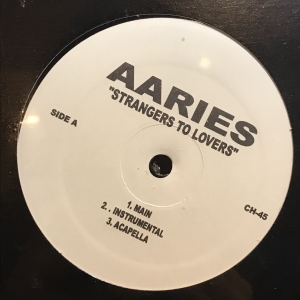 AARIES
"STRANGERS TO LOVERS"
SIDE A
CH-45
1. MAIN
2. . INSTRUMENTAL
3. ACAPELLA